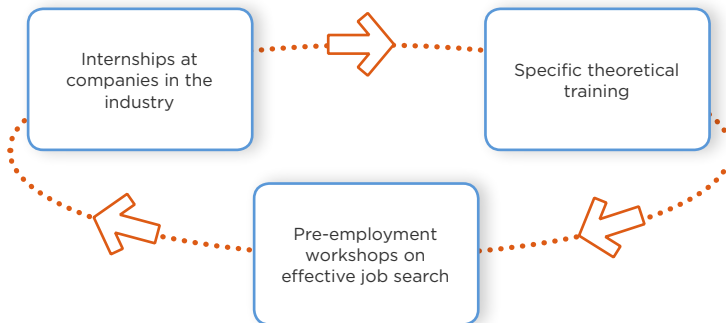 Internships at
companies in the
industry
Specific theoretical
training
Pre-employment
workshops on
effective job search